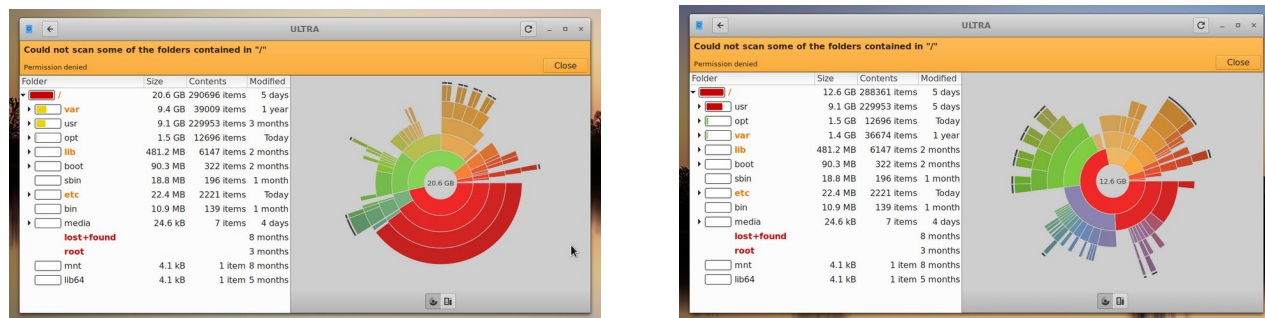 ULTRA
Could not scan some of the folders contained in "/"
Permission denied
Close
Folder Size Contents Modified
/ 20.6 GB 290696 items 5 days
var 9.4 GB 39009 items 1 year
usr 9.1 GB 229953 items 3 months
opt 1.5 GB 12696 items Today
lib 481.2 MB 6147 items 2 months
boot 90.3 MB 322 items 2 months
sbin 18.8 MB 196 items 1 month
etc 22.4 MB 2221 items Today
bin 10.9 MB 139 items 1 month
media 24.6 kB 7 items 4 days
lost+found 8 months
root 3 months
mnt 4.1 kB 1 item 8 months
lib64 4.1 kB 1 item 5 months
20.6 GB
ULTRA
Could not scan some of the folders contained in "/"
Permission denied
Close
Folder Size Contents Modified
/ 12.6 GB 288361 items 5 days
usr 9.1 GB 229953 items 5 days
opt 1.5 GB 12696 items Today
var 1.4 GB 36674 items 1 year
lib 481.2 MB 6147 items 2 months
boot 90.3 MB 322 items 2 months
sbin 18.8 MB 196 items 1 month
etc 22.4 MB 2221 items Today
bin 10.9 MB 139 items 1 month
media 24.6 kB 7 items 4 days
lost+found 8 months
root 3 months
mnt 4.1 kB 1 item 8 months
lib64 4.1 kB 1 item 5 months
12.6 GB